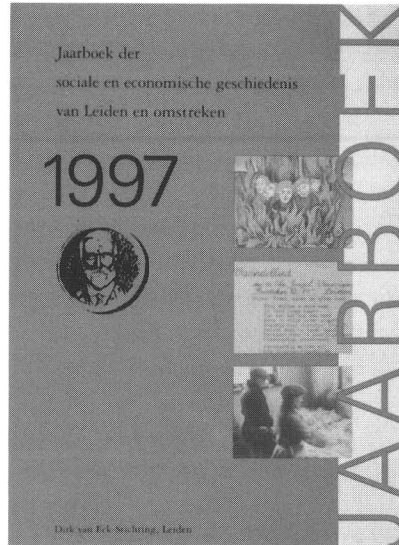 Jaarboek der
sociale en economische geschiedenis
van Leiden en omstreken
1997
JAARBOEK
Dirk van Eck-Stichting, Leiden